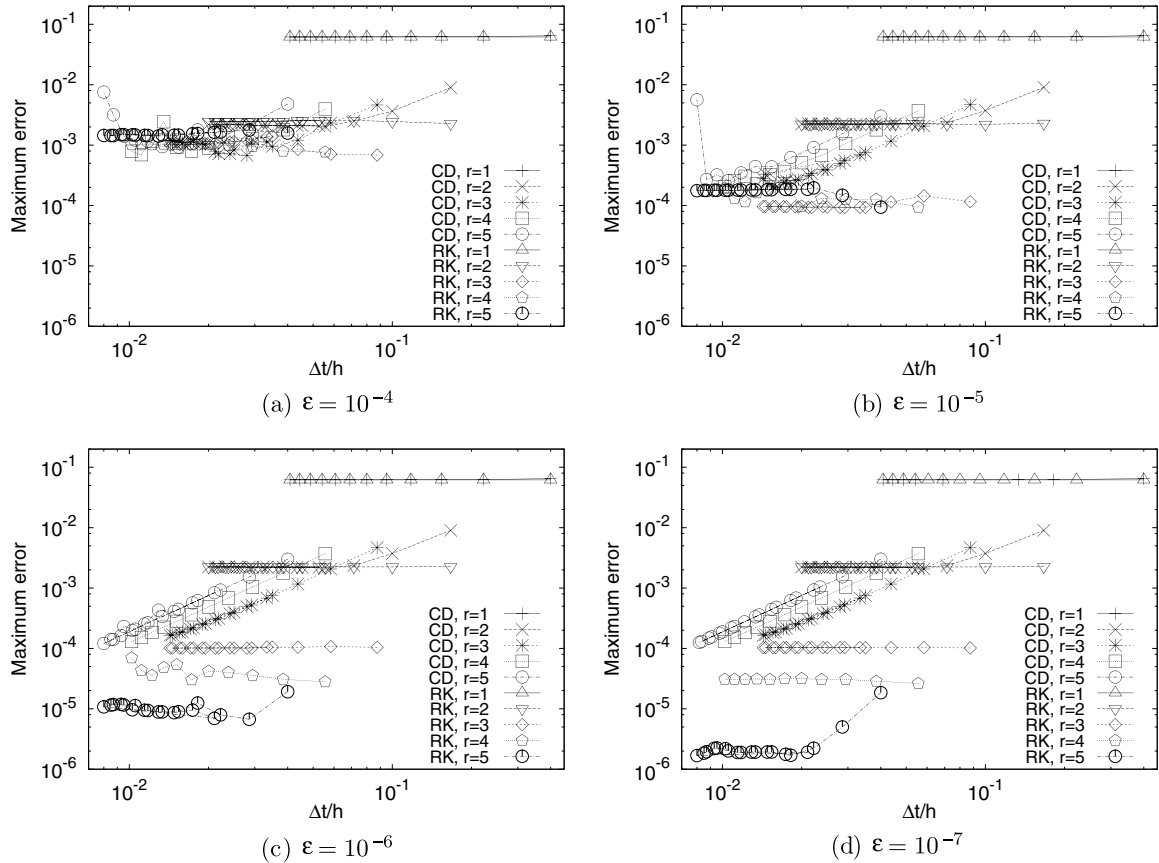 10⁻¹
10⁻²
10⁻³
10⁻⁴
10⁻⁵
10⁻⁶
Maximum error
CD, r=1
CD, r=2
CD, r=3
CD, r=4
CD, r=5
RK, r=1
RK, r=2
RK, r=3
RK, r=4
RK, r=5
10⁻²
10⁻¹
Δt/h
(a) ε = 10⁻⁴
10⁻¹
10⁻²
10⁻³
10⁻⁴
10⁻⁵
10⁻⁶
Maximum error
CD, r=1
CD, r=2
CD, r=3
CD, r=4
CD, r=5
RK, r=1
RK, r=2
RK, r=3
RK, r=4
RK, r=5
10⁻²
10⁻¹
Δt/h
(b) ε = 10⁻⁵
10⁻¹
10⁻²
10⁻³
10⁻⁴
10⁻⁵
10⁻⁶
Maximum error
CD, r=1
CD, r=2
CD, r=3
CD, r=4
CD, r=5
RK, r=1
RK, r=2
RK, r=3
RK, r=4
RK, r=5
10⁻²
10⁻¹
Δt/h
(c) ε = 10⁻⁶
10⁻¹
10⁻²
10⁻³
10⁻⁴
10⁻⁵
10⁻⁶
Maximum error
CD, r=1
CD, r=2
CD, r=3
CD, r=4
CD, r=5
RK, r=1
RK, r=2
RK, r=3
RK, r=4
RK, r=5
10⁻²
10⁻¹
Δt/h
(d) ε = 10⁻⁷